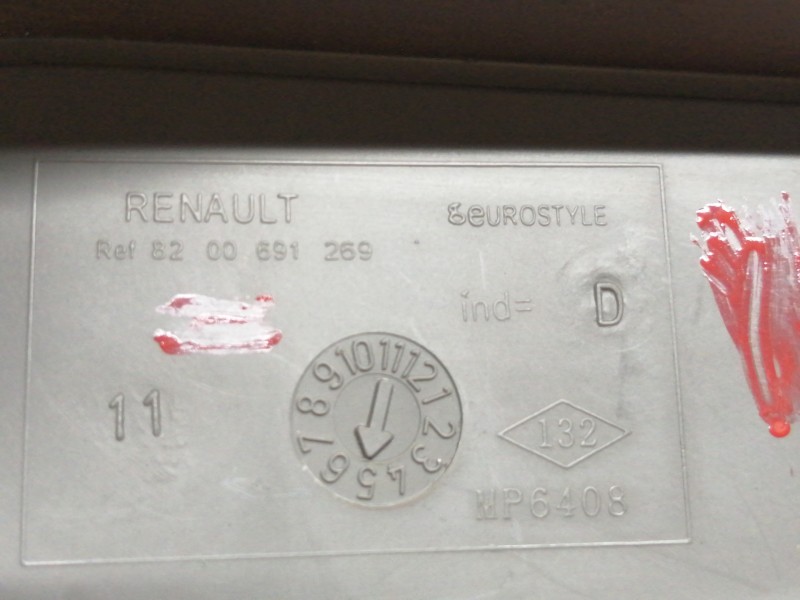 RENAULT
Ref 82 00 691 269
eUROSTYLE
ind= D
11
1 2 3 4 5 6 7 8 9 10 11 12
132
MP6408